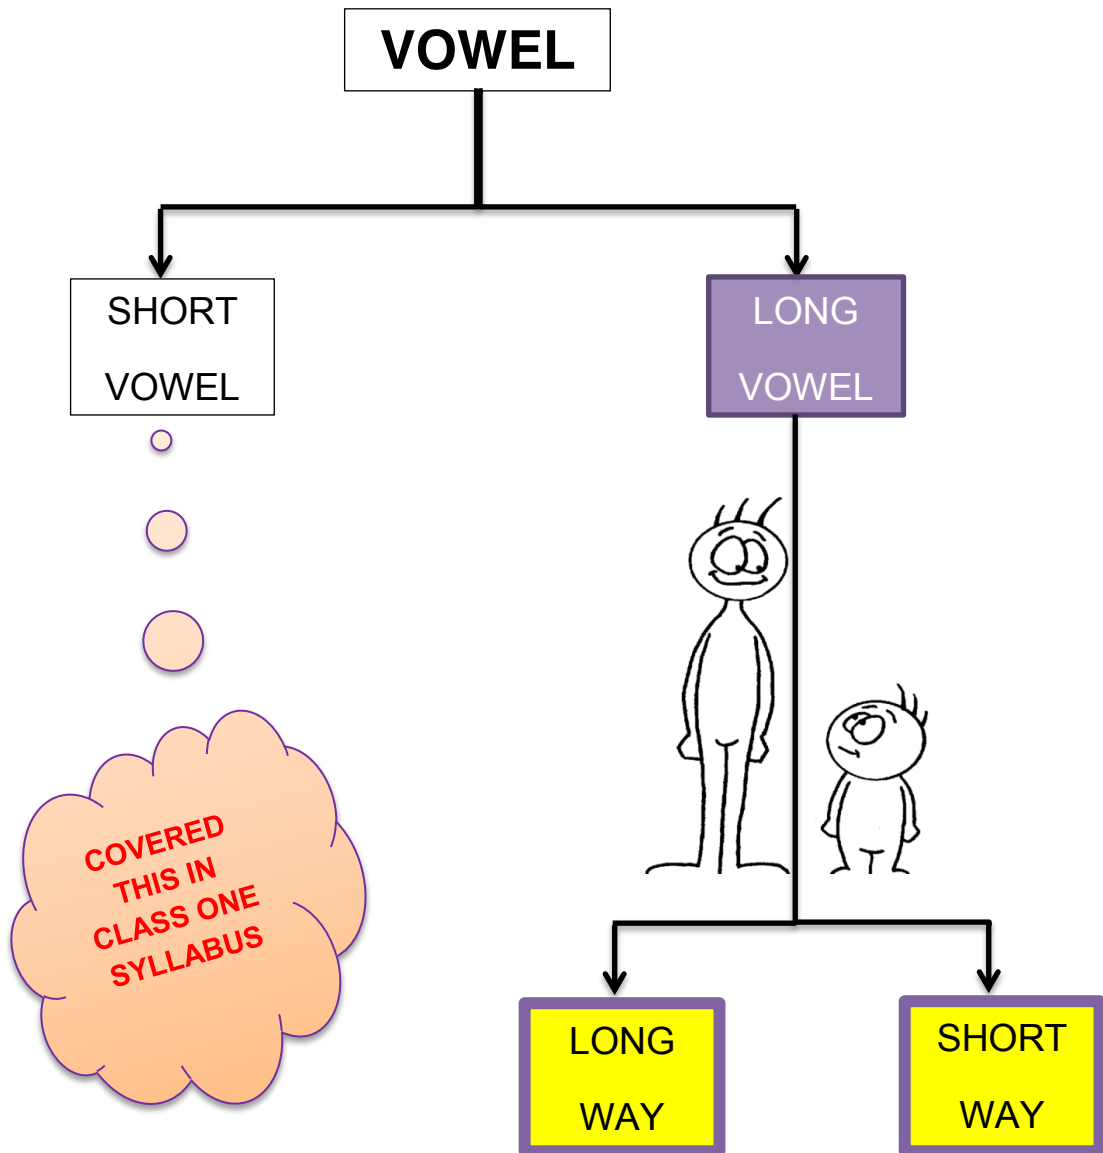 VOWEL
SHORT
VOWEL
LONG
VOWEL
COVERED
THIS IN
CLASS ONE
SYLLABUS
LONG
WAY
SHORT
WAY